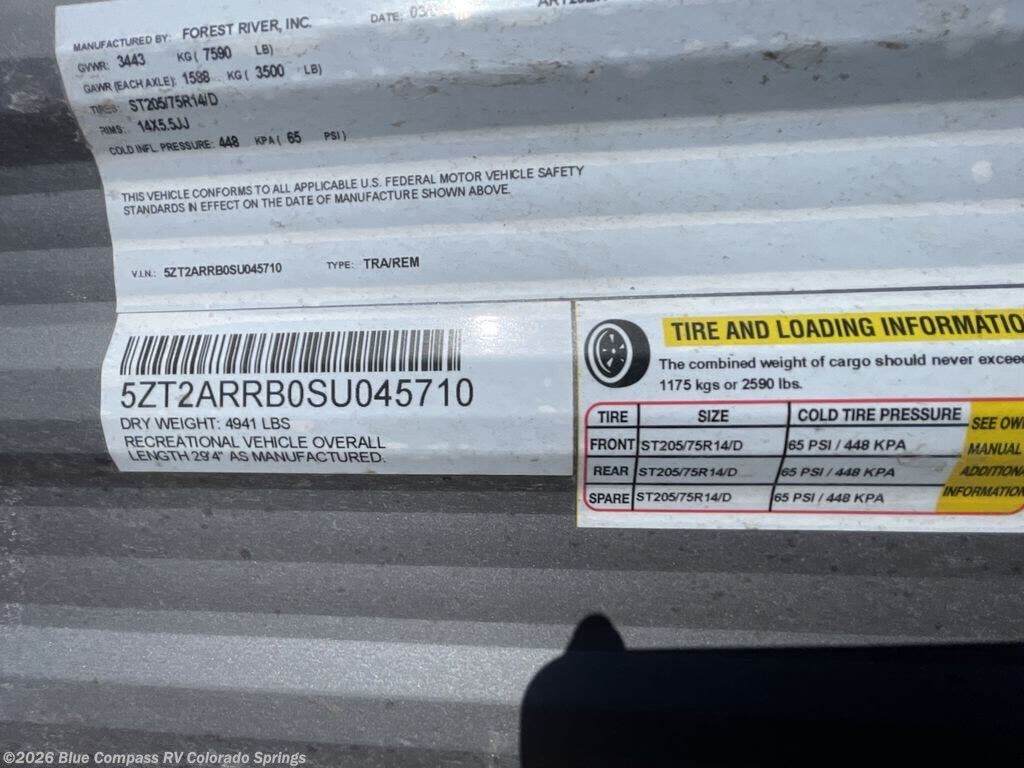 MANUFACTURED BY: FOREST RIVER, INC. DATE:
GVWR: 3443 KG ( 7590 LB)
GAWR (EACH AXLE): 1588 KG ( 3500 LB)
TIRES: ST205/75R14/D
RIMS: 14X5.5JJ
COLD INFL. PRESSURE: 448 KPA ( 65 PSI )
THIS VEHICLE CONFORMS TO ALL APPLICABLE U.S. FEDERAL MOTOR VEHICLE SAFETY
STANDARDS IN EFFECT ON THE DATE OF MANUFACTURE SHOWN ABOVE.
V.I.N.: 5ZT2ARRB0SU045710 TYPE: TRA/REM
5ZT2ARRB0SU045710
DRY WEIGHT: 4941 LBS
RECREATIONAL VEHICLE OVERALL
LENGTH 29'4" AS MANUFACTURED.
TIRE AND LOADING INFORMATIO
The combined weight of cargo should never excee
1175 kgs or 2590 lbs.
TIRE SIZE COLD TIRE PRESSURE
FRONT ST205/75R14/D 65 PSI / 448 KPA
REAR ST205/75R14/D 65 PSI / 448 KPA
SPARE ST205/75R14/D 65 PSI / 448 KPA
SEE OW
MANUAL
ADDITIONA
INFORMATION
©2026 Blue Compass RV Colorado Springs